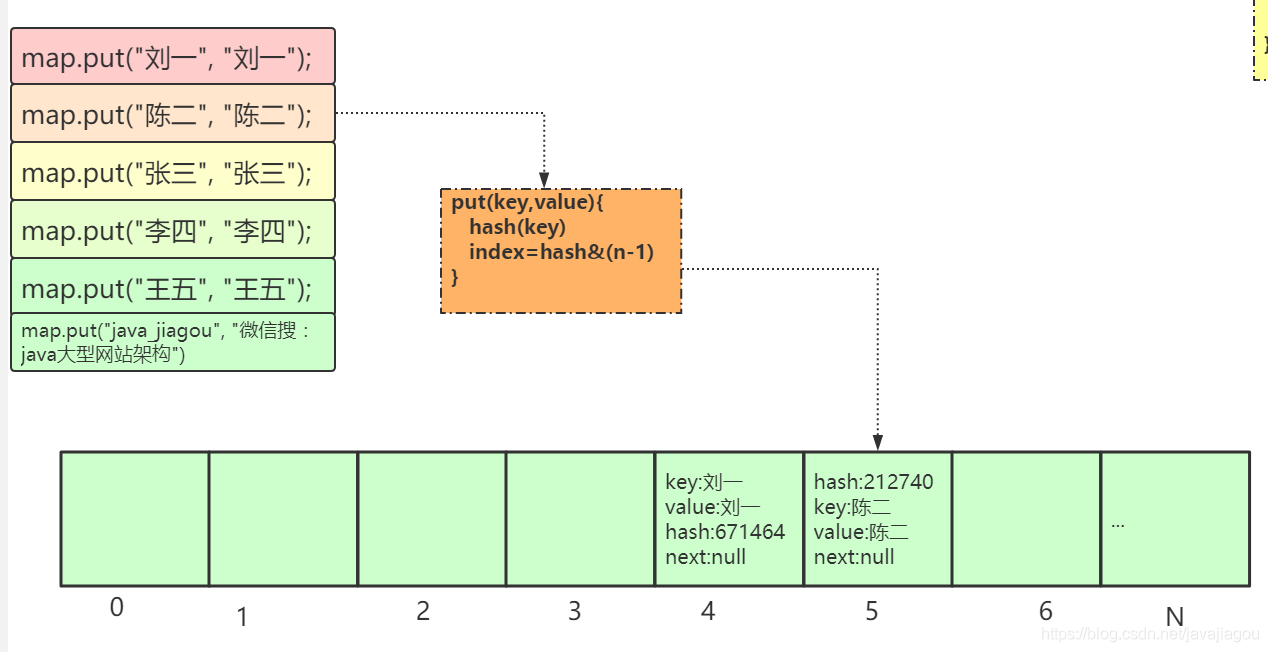 map.put("刘一", "刘一");
map.put("陈二", "陈二");
map.put("张三", "张三");
map.put("李四", "李四");
map.put("王五", "王五");
map.put("java_jiagou", "微信搜：
java大型网站架构")
}
put(key,value){
hash(key)
index=hash&(n-1)
}
key:刘一
value:刘一
hash:671464
next:null
hash:212740
key:陈二
value:陈二
next:null
...
0
1
2
3
4
5
6
N
https://blog.csdn.net/javajiagou